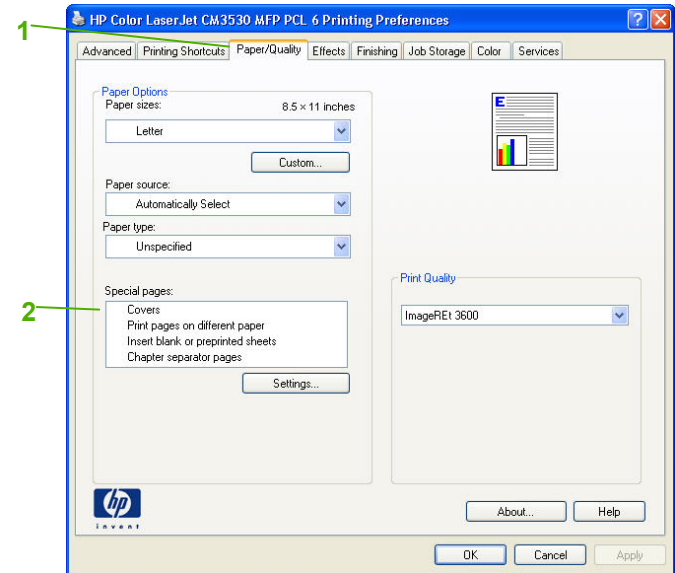 HP Color LaserJet CM3530 MFP PCL 6 Printing Preferences
1
Advanced Printing Shortcuts Paper/Quality Effects Finishing Job Storage Color Services
Paper Options
Paper sizes: 8.5 × 11 inches
Letter
Custom...
Paper source:
Automatically Select
Paper type:
Unspecified
E
Print Quality
ImageREt 3600
2
Special pages:
Covers
Print pages on different paper
Insert blank or preprinted sheets
Chapter separator pages
Settings...
hp
invent
About... Help
OK Cancel Apply